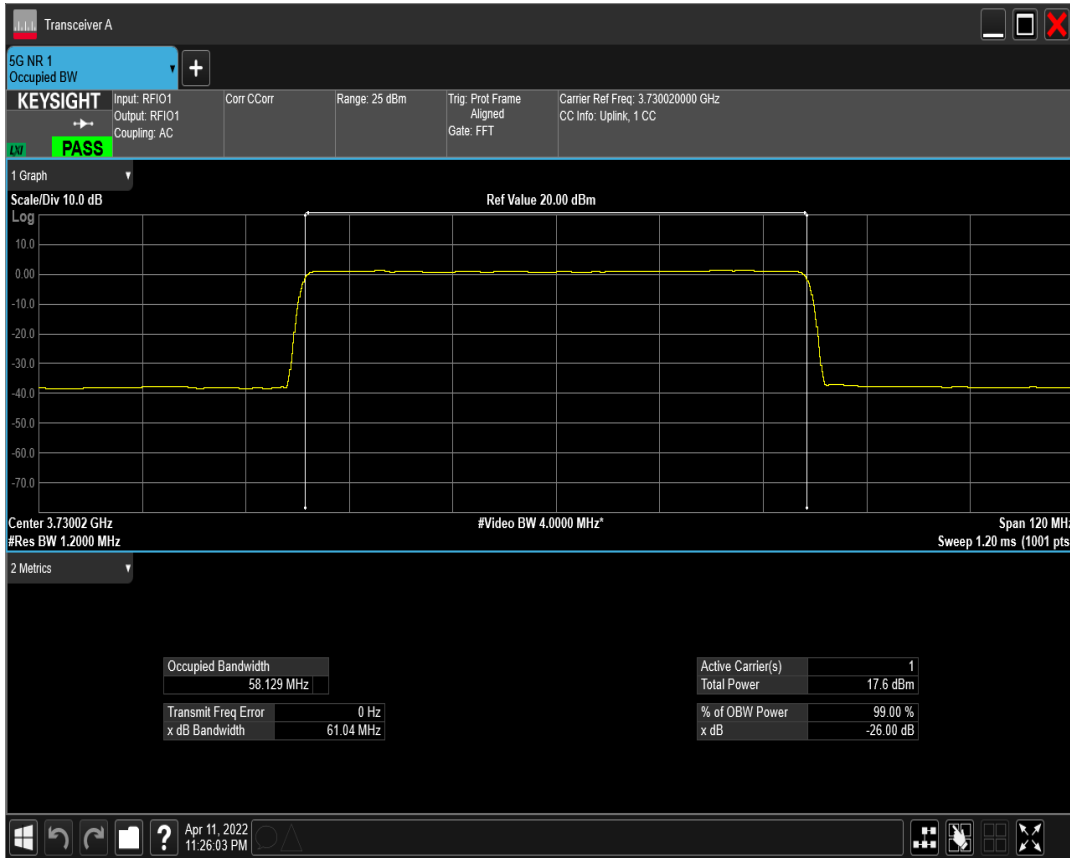 Transceiver A
5G NR 1
Occupied BW
KEYSIGHT
LXI
PASS
Input: RFIO1
Output: RFIO1
Coupling: AC
Corr CCorr
Range: 25 dBm
Trig: Prot Frame
Aligned
Gate: FFT
Carrier Ref Freq: 3.730020000 GHz
CC Info: Uplink, 1 CC
1 Graph
Scale/Div 10.0 dB
Ref Value 20.00 dBm
Log
10.0
0.00
-10.0
-20.0
-30.0
-40.0
-50.0
-60.0
-70.0
Center 3.73002 GHz
#Video BW 4.0000 MHz*
Span 120 MHz
#Res BW 1.2000 MHz
Sweep 1.20 ms (1001 pts
2 Metrics
Occupied Bandwidth
58.129 MHz
Transmit Freq Error 0 Hz
x dB Bandwidth 61.04 MHz
Active Carrier(s) 1
Total Power 17.6 dBm
% of OBW Power 99.00 %
x dB -26.00 dB
?
Apr 11, 2022
11:26:03 PM